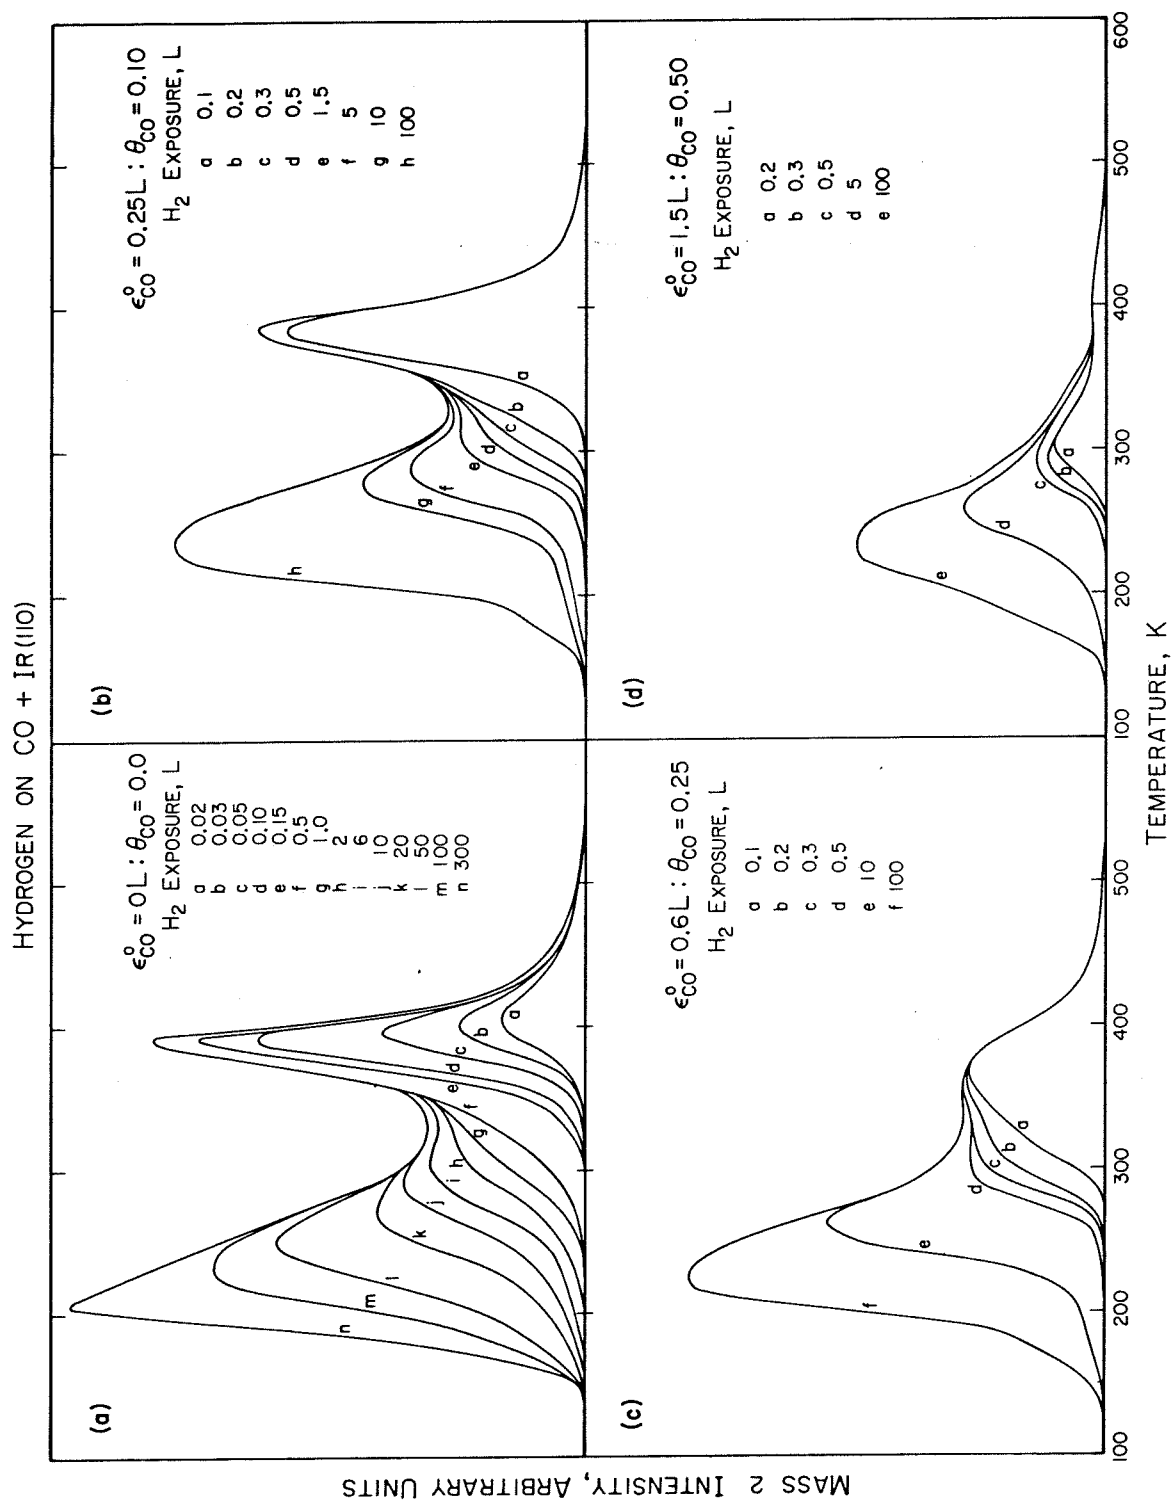 HYDROGEN ON CO + IR(110)
MASS 2 INTENSITY, ARBITRARY UNITS
(a)
ϵ°CO = 0L : θCO = 0.0
H2 EXPOSURE, L
a 0.02
b 0.03
c 0.05
d 0.10
e 0.15
f 0.5
g 1.0
h 2
i 6
j 10
k 20
l 50
m 100
n 300
n
m
l
k
j
i
h
g
f
e
d
c
b
a
(b)
ϵ°CO = 0.25L : θCO = 0.10
H2 EXPOSURE, L
a 0.1
b 0.2
c 0.3
d 0.5
e 1.5
f 5
g 10
h 100
h
g
f
e
d
c
b
a
(c)
ϵ°CO = 0.6L : θCO = 0.25
H2 EXPOSURE, L
a 0.1
b 0.2
c 0.3
d 0.5
e 10
f 100
f
e
d
c
b
a
100 200 300 400 500
(d)
ϵ°CO = 1.5L : θCO = 0.50
H2 EXPOSURE, L
a 0.2
b 0.3
c 0.5
d 5
e 100
e
d
c
b
a
100 200 300 400 500 600
TEMPERATURE, K